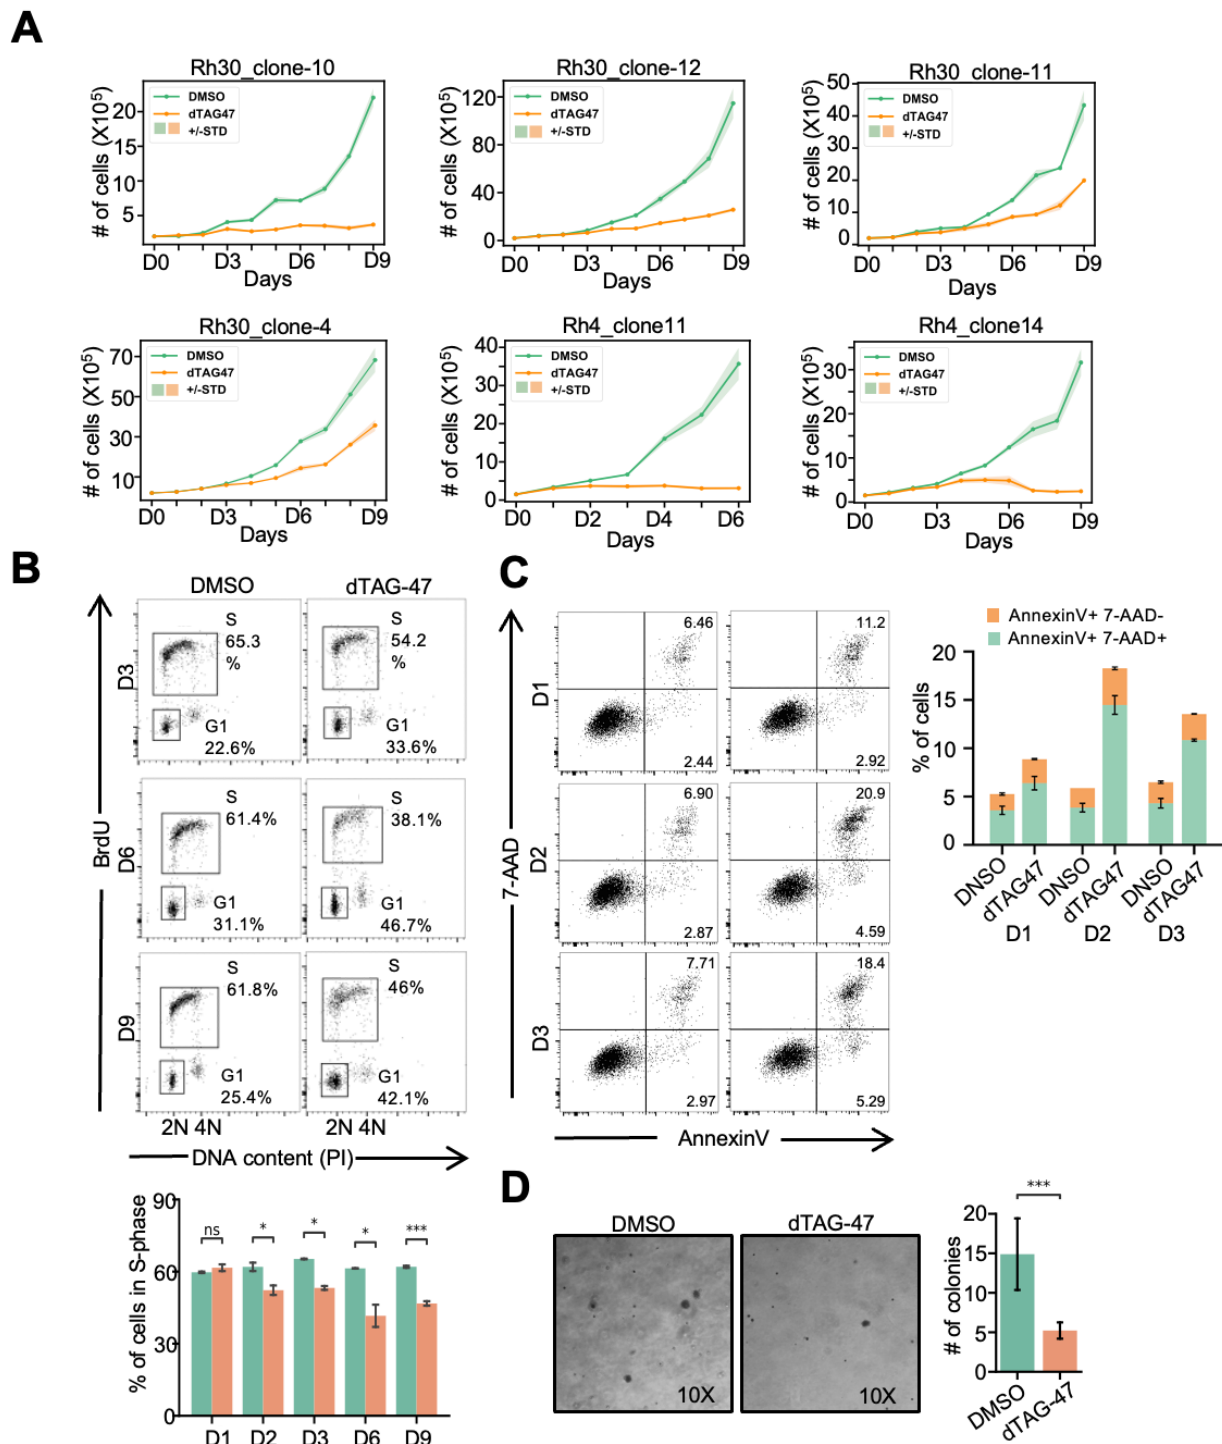 A
Rh30_clone-10
# of cells (X10⁵)
20
15
10
5
DMSO
dTAG47
+/-STD
D0 D3 D6 D9
Days
Rh30_clone-12
# of cells (X10⁵)
120
80
40
0
DMSO
dTAG47
+/-STD
D0 D3 D6 D9
Days
Rh30 clone-11
# of cells (X10⁵)
50
40
30
20
10
0
DMSO
dTAG47
+/-STD
D0 D3 D6 D9
Days
Rh30_clone-4
# of cells (X10⁵)
70
50
30
10
DMSO
dTAG47
+/-STD
D0 D3 D6 D9
Days
Rh4_clone11
# of cells (X10⁵)
40
30
20
10
0
DMSO
dTAG47
+/-STD
D0 D2 D4 D6
Days
Rh4_clone14
# of cells (X10⁵)
30
20
10
0
DMSO
dTAG47
+/-STD
D0 D3 D6 D9
Days
B
DMSO dTAG-47
BrdU
D3
S
65.3
%
G1
22.6%
S
54.2
%
G1
33.6%
D6
S
61.4%
G1
31.1%
S
38.1%
G1
46.7%
D9
S
61.8%
G1
25.4%
S
46%
G1
42.1%
2N 4N 2N 4N
DNA content (PI)
% of cells in S-phase
90
60
30
0
ns * * * ***
D1 D2 D3 D6 D9
C
7-AAD
D1
6.46
2.44
11.2
2.92
D2
6.90
2.87
20.9
4.59
D3
7.71
2.97
18.4
5.29
AnnexinV
AnnexinV+ 7-AAD-
AnnexinV+ 7-AAD+
% of cells
20
15
10
5
0
DNSO dTAG47 DNSO dTAG47 DNSO dTAG47
D1 D2 D3
D
DMSO dTAG-47
10X 10X
# of colonies
20
15
10
5
0
***
DMSO dTAG-47